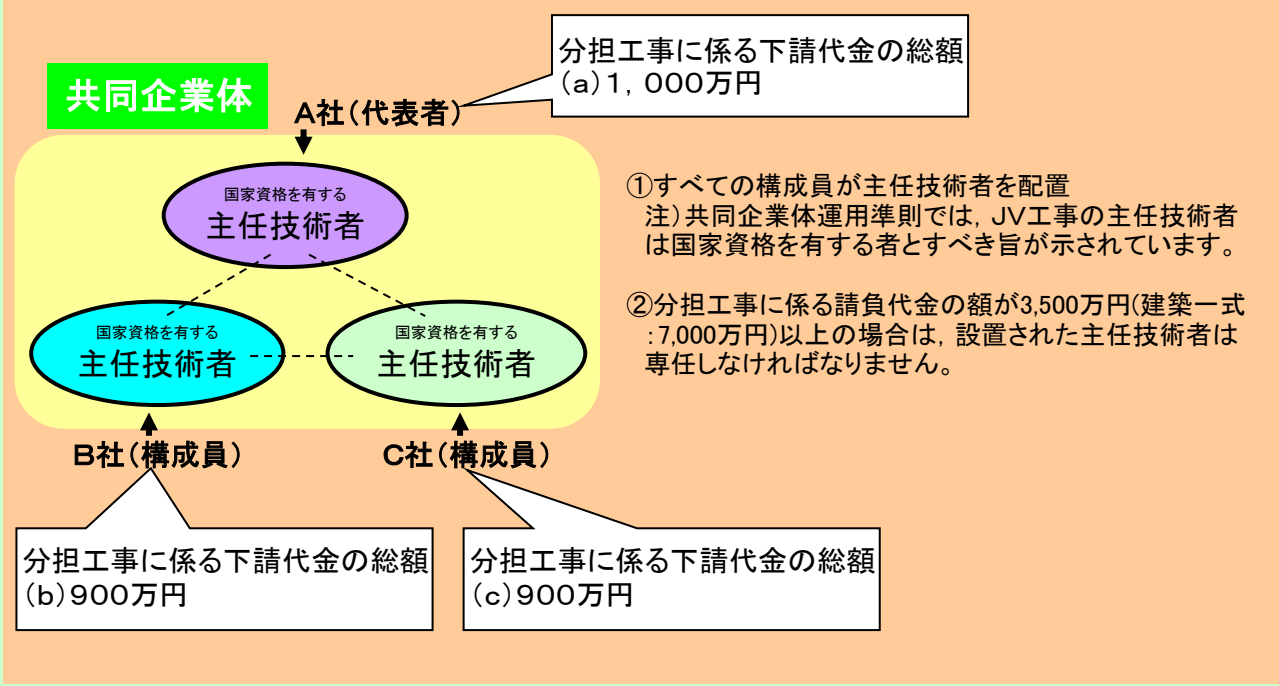 分担工事に係る下請代金の総額
(a)1,000万円
共同企業体
A社(代表者)
国家資格を有する
主任技術者
国家資格を有する
主任技術者
国家資格を有する
主任技術者
B社(構成員)
C社(構成員)
分担工事に係る下請代金の総額
(b)900万円
分担工事に係る下請代金の総額
(c)900万円
①すべての構成員が主任技術者を配置
注)共同企業体運用準則では,JV工事の主任技術者
は国家資格を有する者とすべき旨が示されています。
②分担工事に係る請負代金の額が3,500万円(建築一式
:7,000万円)以上の場合は,設置された主任技術者は
専任しなければなりません。